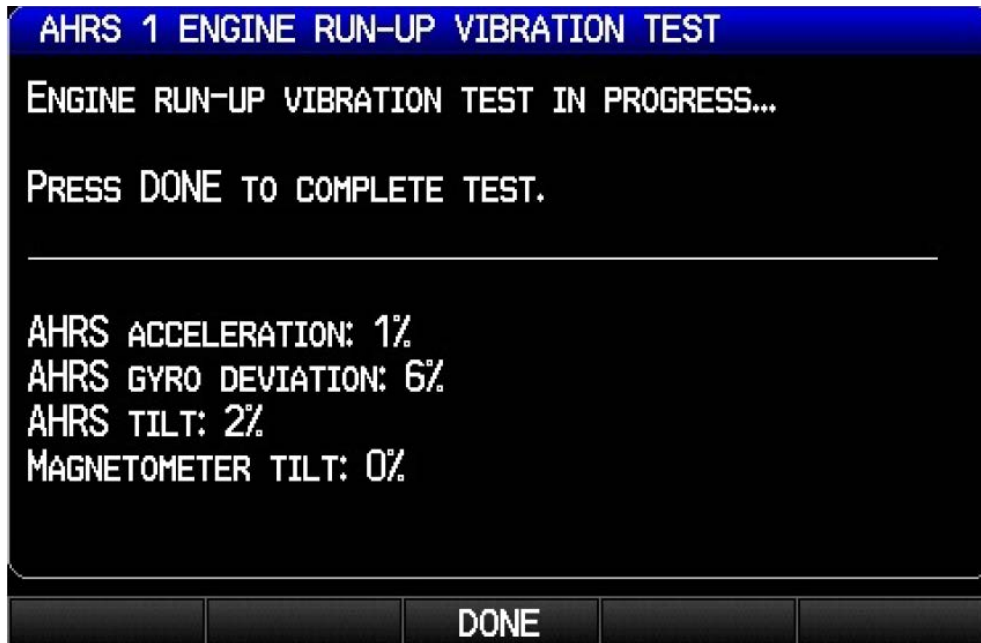 AHRS 1 ENGINE RUN-UP VIBRATION TEST
ENGINE RUN-UP VIBRATION TEST IN PROGRESS...
PRESS DONE TO COMPLETE TEST.
AHRS ACCELERATION: 1%
AHRS GYRO DEVIATION: 6%
AHRS TILT: 2%
MAGNETOMETER TILT: 0%
DONE